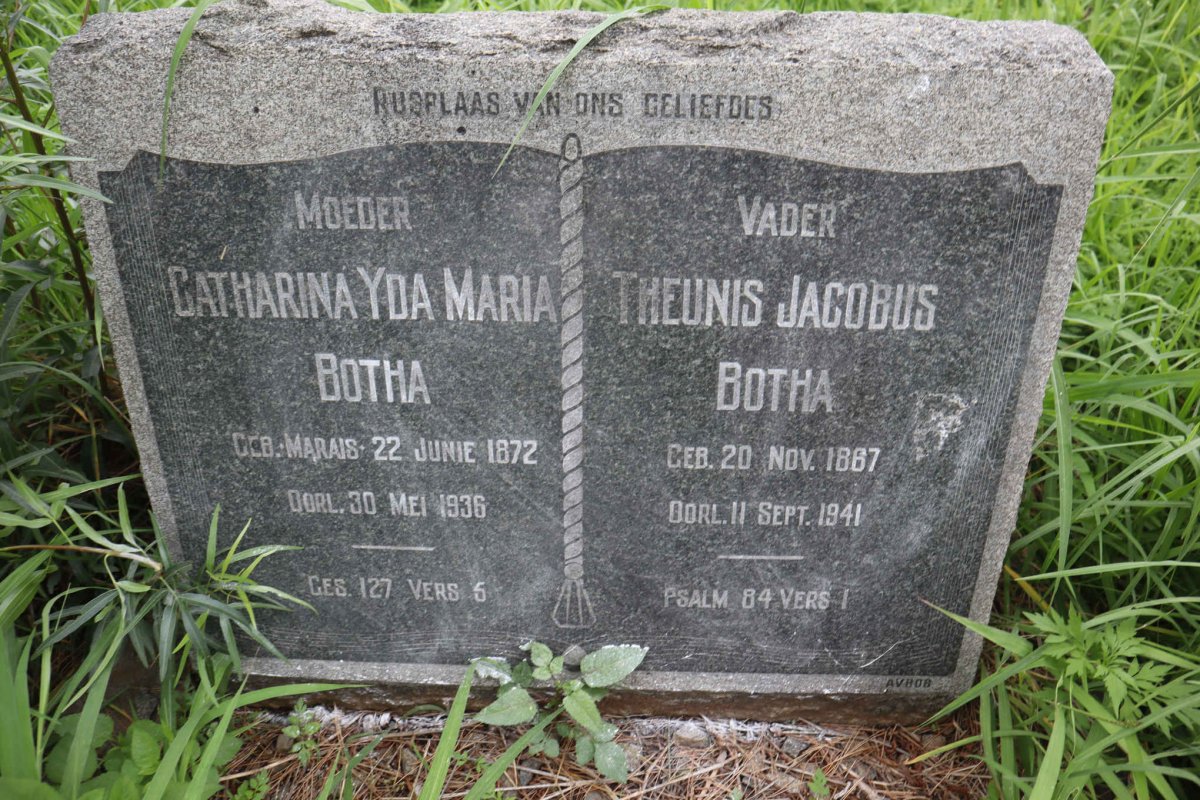 RUSPLAAS VAN ONS GELIEFDES
MOEDER
CATHARINA YDA MARIA
BOTHA
GEB. MARAIS 22 JUNIE 1872
OORL. 30 MEI 1936
GES. 127 VERS 5
VADER
THEUNIS JACOBUS
BOTHA
GEB. 20 NOV. 1867
OORL. 11 SEPT. 1941
PSALM 84 VERS 1
AVBOB